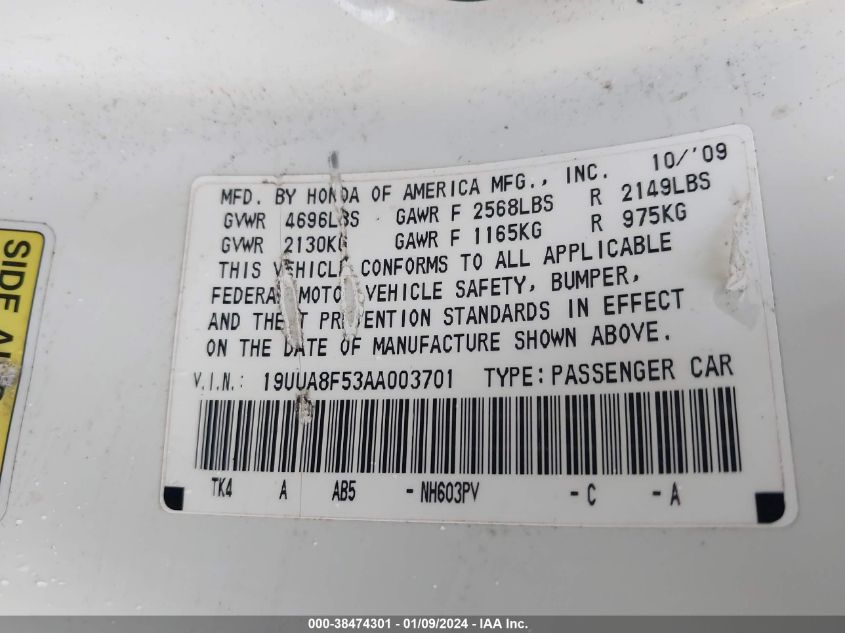 MFD. BY HONDA OF AMERICA MFG., INC. 10/'09
GVWR 4696LBS GAWR F 2568LBS R 2149LBS
GVWR 2130KG GAWR F 1165KG R 975KG
THIS VEHICLE CONFORMS TO ALL APPLICABLE
FEDERAL MOTOR VEHICLE SAFETY, BUMPER,
AND THEFT PREVENTION STANDARDS IN EFFECT
ON THE DATE OF MANUFACTURE SHOWN ABOVE.
V.I.N.: 19UUA8F53AA003701 TYPE: PASSENGER CAR
TK4 A AB5 - NH603PV - C - A
SIDE
000-38474301 - 01/09/2024 - IAA Inc.